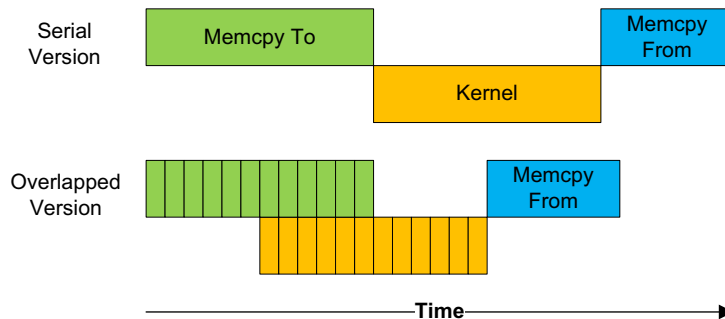 Serial
Version
Memcpy To
Memcpy
From
Kernel
Overlapped
Version
Memcpy
From
Time